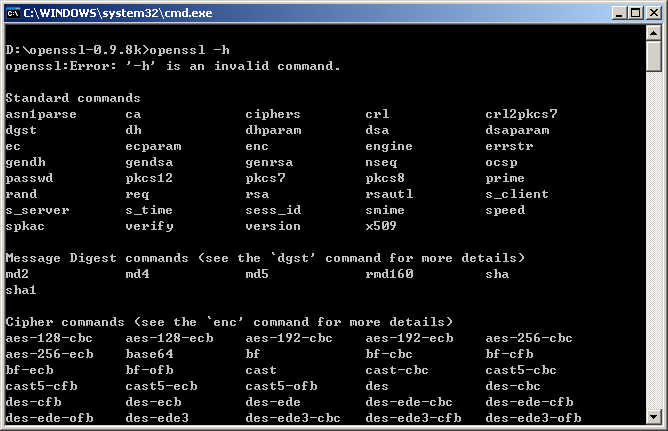 C:\WINDOWS\system32\cmd.exe
D:\openssl-0.9.8k>openssl -h
openssl:Error: '-h' is an invalid command.
Standard commands
asn1parse ca ciphers crl crl2pkcs7
dgst dh dhparam dsa dsaparam
ec ecparam enc engine errstr
gendh gendsa genrsa nseq ocsp
passwd pkcs12 pkcs7 pkcs8 prime
rand req rsa rsautl s_client
s_server s_time sess_id smime speed
spkac verify version x509
Message Digest commands (see the `dgst' command for more details)
md2 md4 md5 rmd160 sha
sha1
Cipher commands (see the `enc' command for more details)
aes-128-cbc aes-128-ecb aes-192-cbc aes-192-ecb aes-256-cbc
aes-256-ecb base64 bf bf-cbc bf-cfb
bf-ecb bf-ofb cast cast-cbc cast5-cbc
cast5-cfb cast5-ecb cast5-ofb des des-cbc
des-cfb des-ecb des-ede des-ede-cbc des-ede-cfb
des-ede-ofb des-ede3 des-ede3-cbc des-ede3-cfb des-ede3-ofb